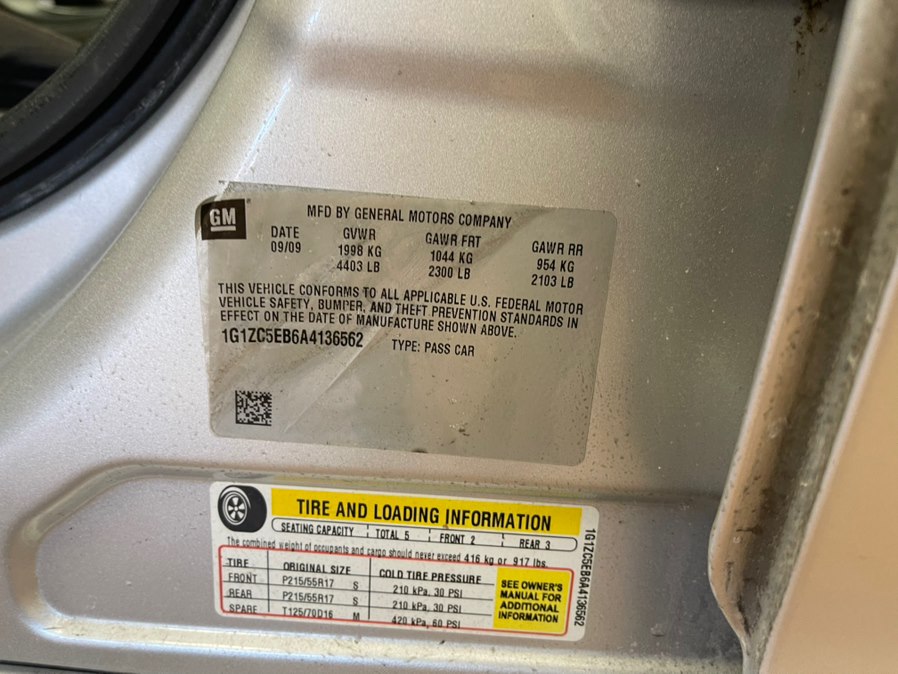 GM
MFD BY GENERAL MOTORS COMPANY
DATE GVWR GAWR FRT GAWR RR
09/09 1998 KG 1044 KG 954 KG
4403 LB 2300 LB 2103 LB
THIS VEHICLE CONFORMS TO ALL APPLICABLE U.S. FEDERAL MOTOR
VEHICLE SAFETY, BUMPER, AND THEFT PREVENTION STANDARDS IN
EFFECT ON THE DATE OF MANUFACTURE SHOWN ABOVE.
1G1ZC5EB6A4136562 TYPE: PASS CAR
TIRE AND LOADING INFORMATION
SEATING CAPACITY TOTAL 5 FRONT 2 REAR 3
The combined weight of occupants and cargo should never exceed 416 kg or 917 lbs.
TIRE ORIGINAL SIZE COLD TIRE PRESSURE
FRONT P215/55R17 S 210 kPa, 30 PSI
REAR P215/55R17 S 210 kPa, 30 PSI
SPARE T125/70D16 M 420 kPa, 60 PSI
SEE OWNER'S
MANUAL FOR
ADDITIONAL
INFORMATION
1G1ZC5EB6A4136562